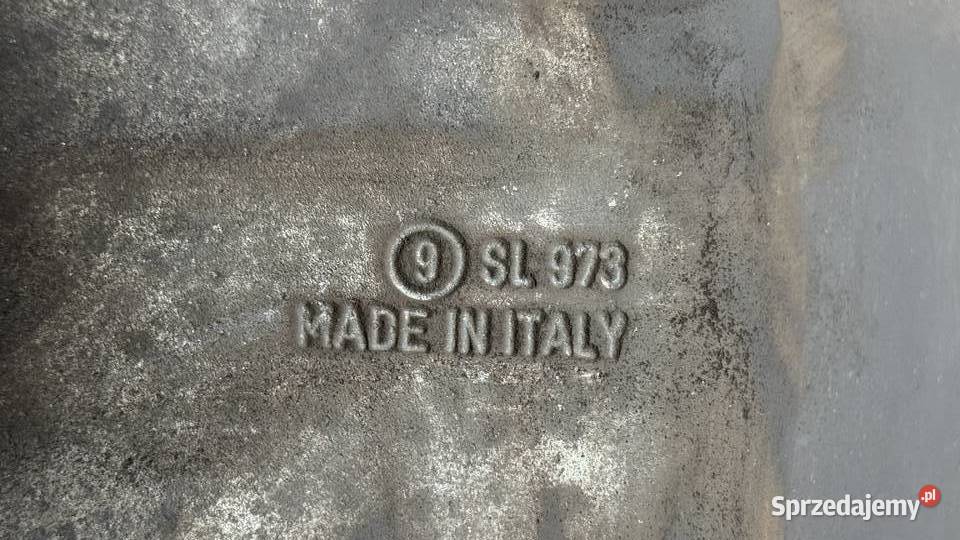 ⑨ SL 973
MADE IN ITALY
Sprzedajemy.pl